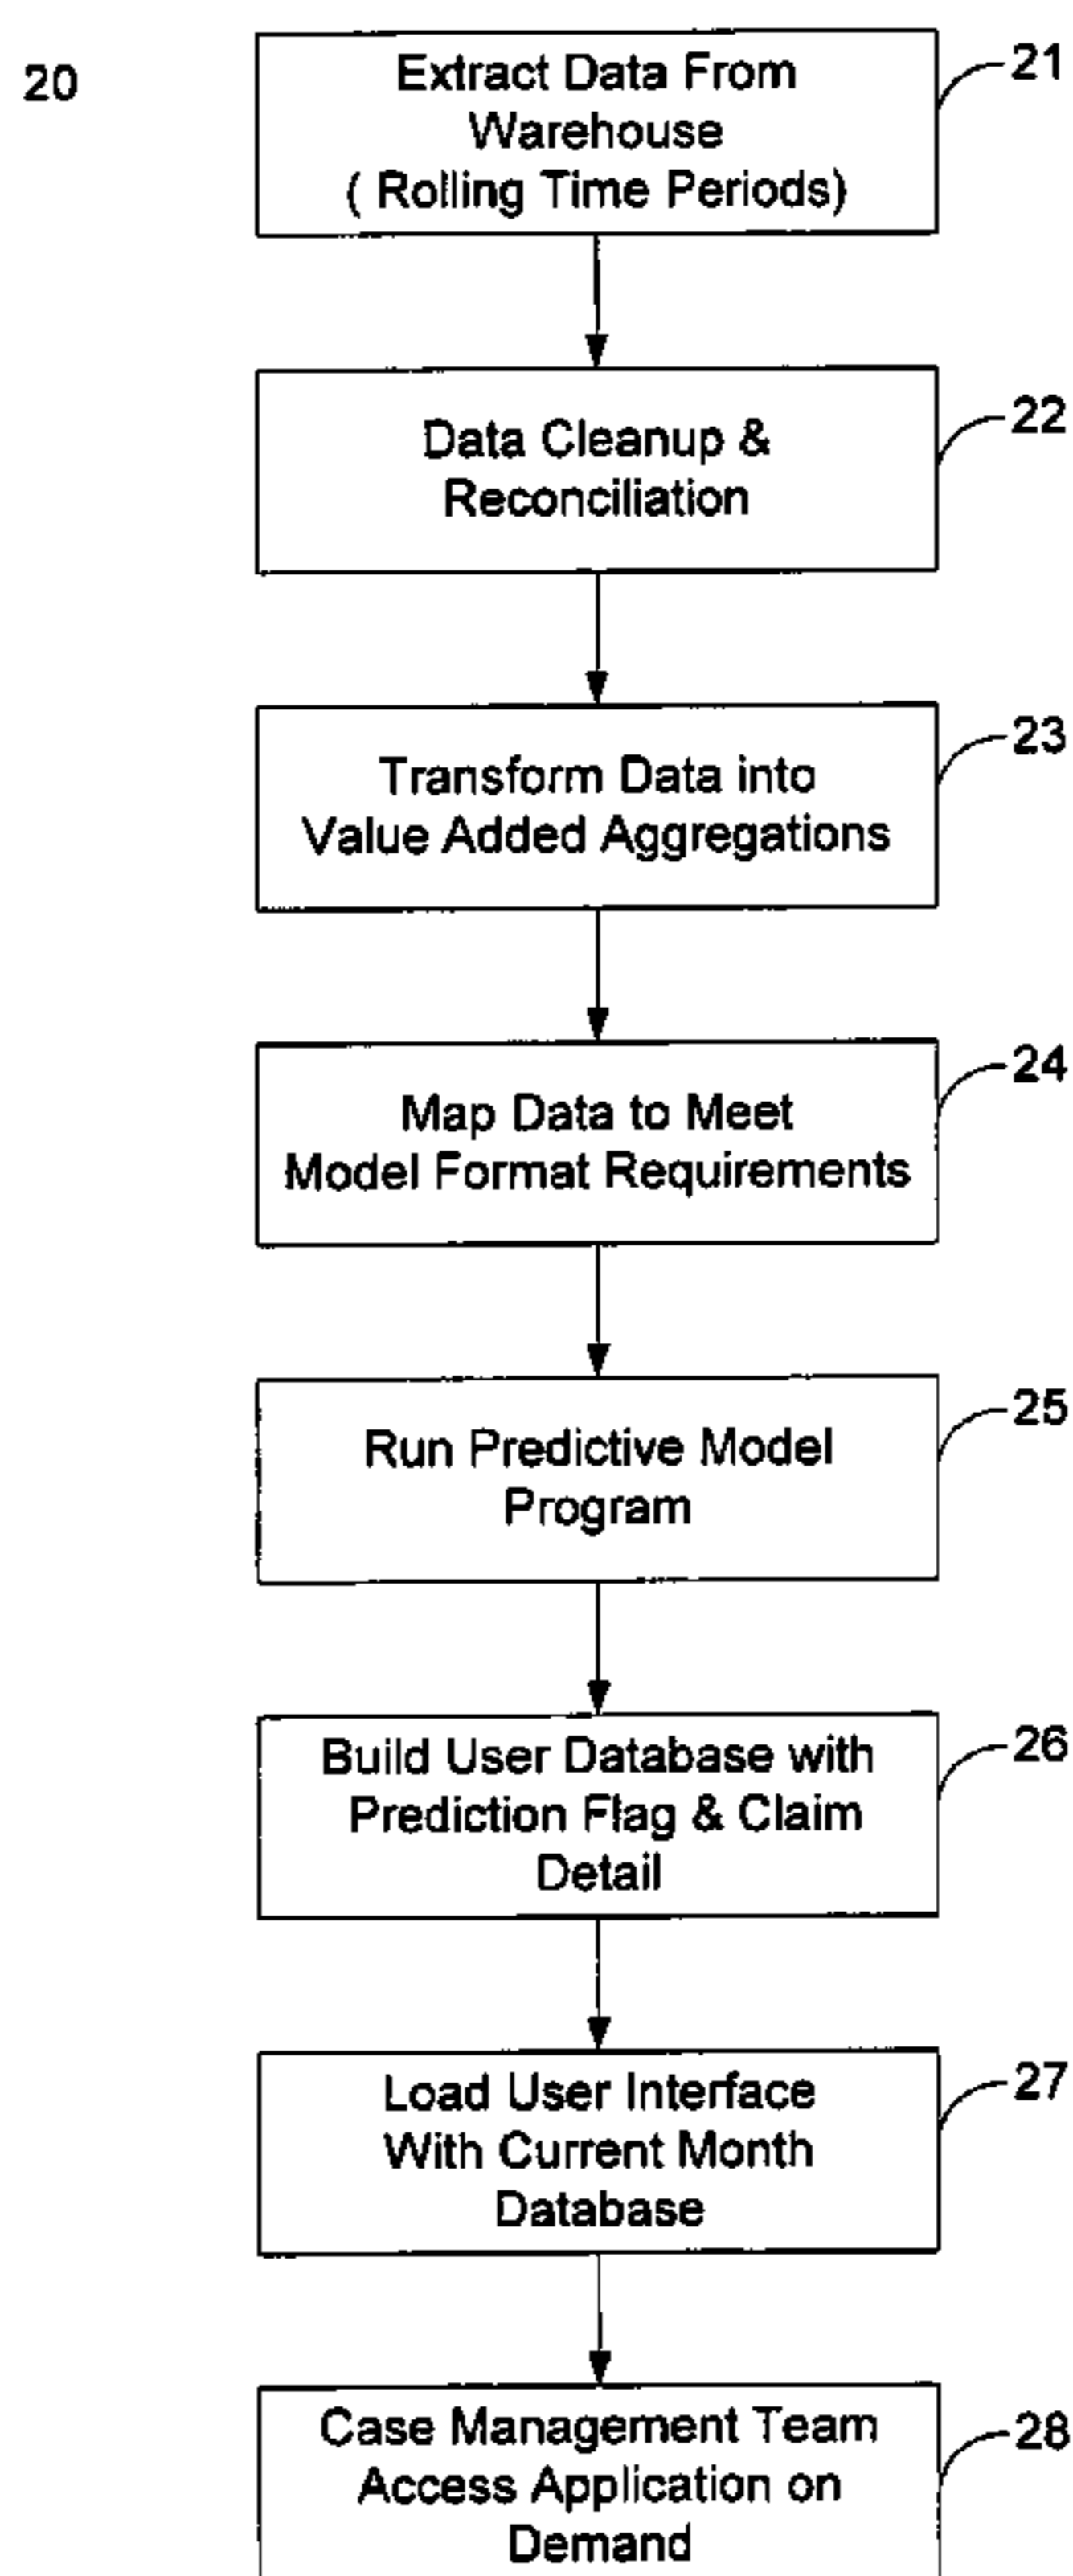 20
Extract Data From
Warehouse
( Rolling Time Periods)
21
Data Cleanup &
Reconciliation
22
Transform Data into
Value Added Aggregations
23
Map Data to Meet
Model Format Requirements
24
Run Predictive Model
Program
25
Build User Database with
Prediction Flag & Claim
Detail
26
Load User Interface
With Current Month
Database
27
Case Management Team
Access Application on
Demand
28